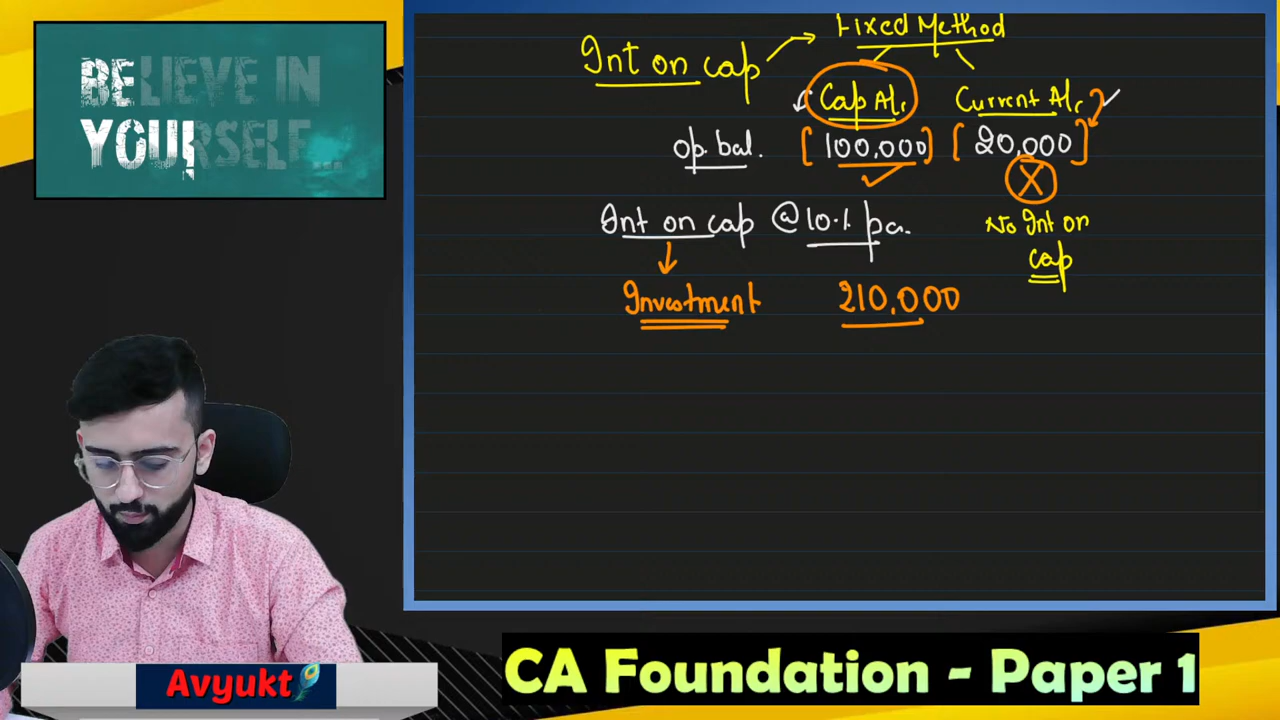 BELIEVE IN
YOURSELF...
Fixed Method
Int on cap
Cap A/c Current A/c
op. bal. [100,000] [20,000]
X
Int on cap @10% pa.
No Int on
cap
Investment 210,000
Avyukt
CA Foundation - Paper 1